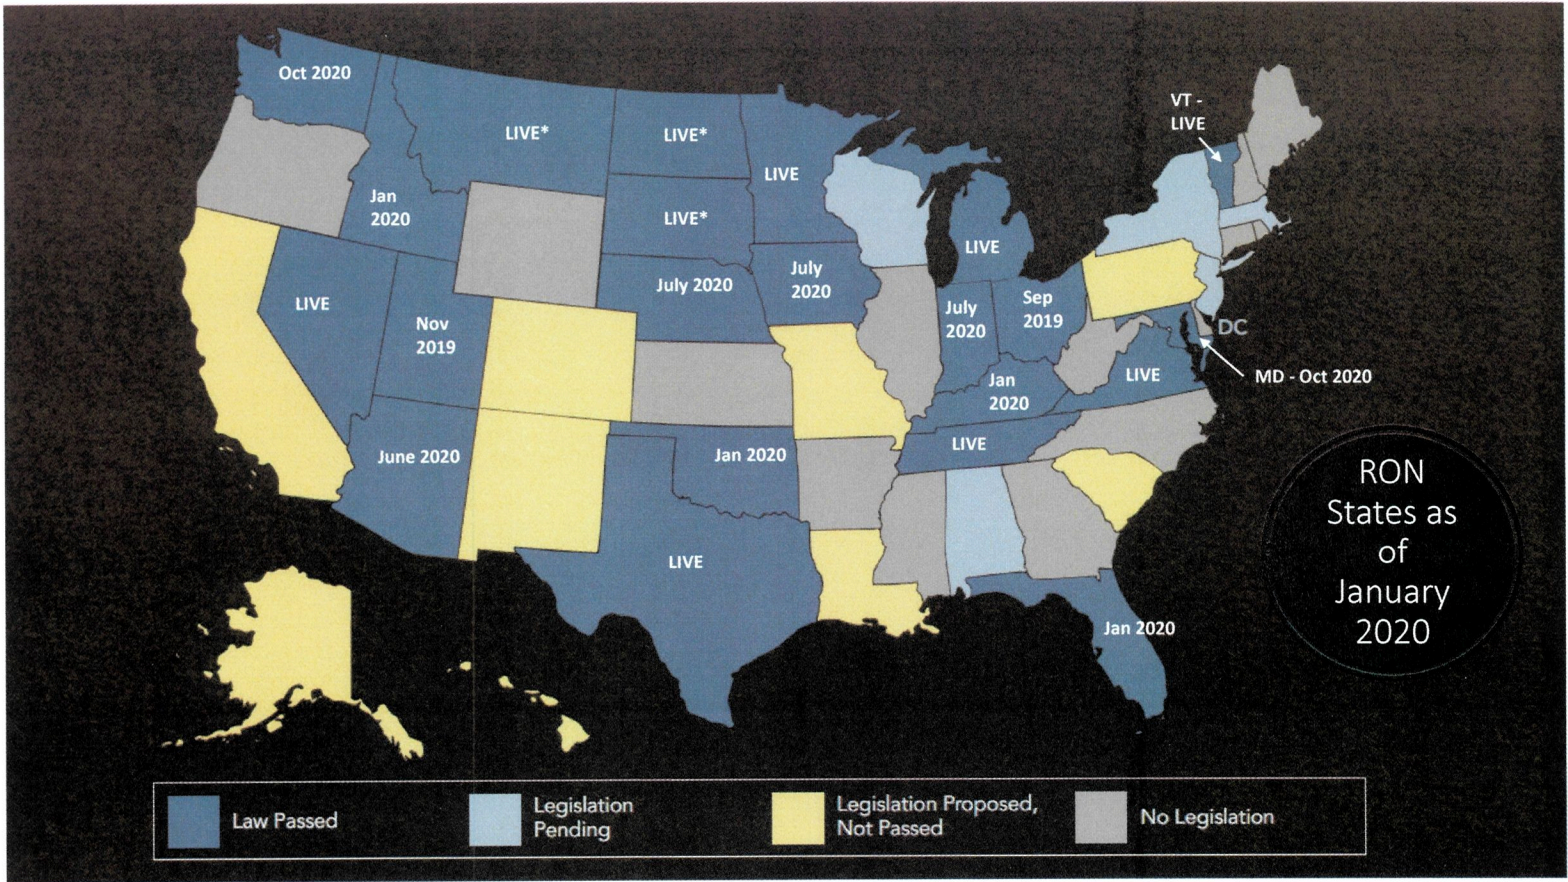 Oct 2020
LIVE*
LIVE*
LIVE
VT -
LIVE
Jan
2020
LIVE*
LIVE
LIVE
Nov
2019
July 2020
July
2020
July
2020
Sep
2019
DC
MD - Oct 2020
LIVE
Jan
2020
LIVE
June 2020
Jan 2020
LIVE
Jan 2020
RON
States as
of
January
2020
Law Passed
Legislation
Pending
Legislation Proposed,
Not Passed
No Legislation